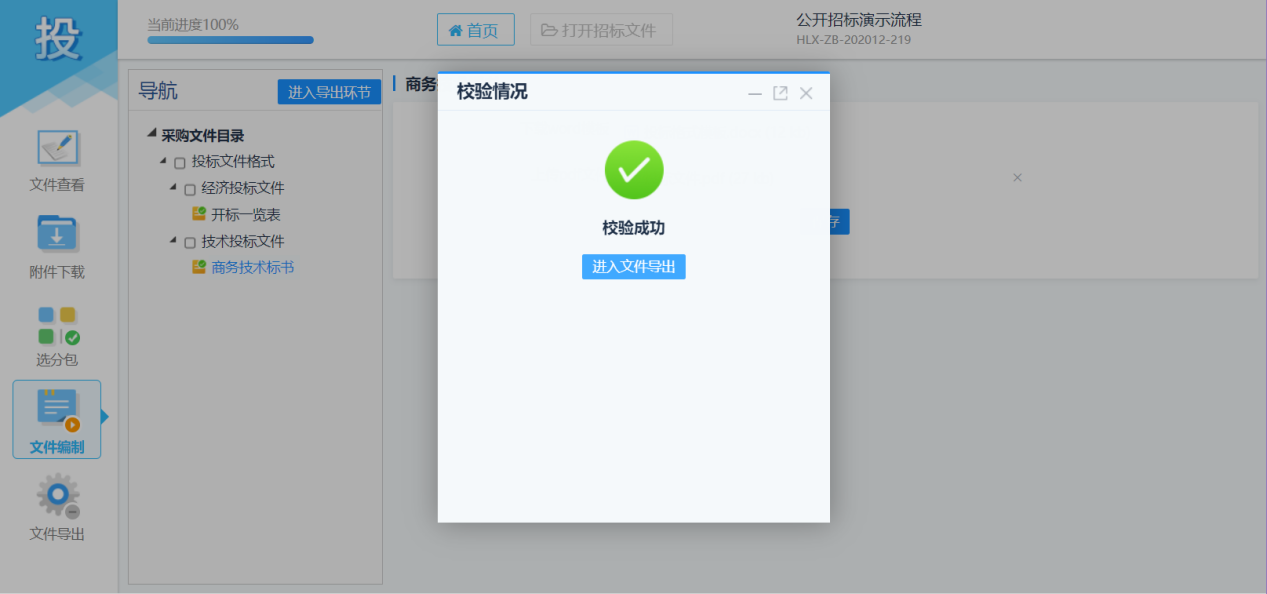 投
当前进度100%
首页
打开招标文件
公开招标演示流程
HLX-ZB-202012-219
文件查看
附件下载
选分包
文件编制
文件导出
导航
进入导出环节
采购文件目录
投标文件格式
经济投标文件
开标一览表
技术投标文件
商务技术标书
商务
校验情况
校验成功
进入文件导出
存